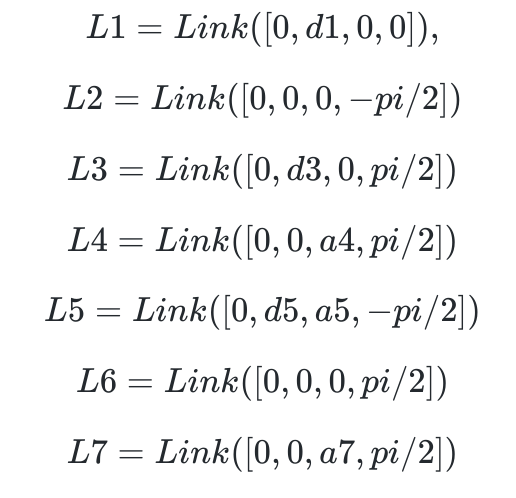 L1 = Link([0, d1, 0, 0]),
L2 = Link([0, 0, 0, −pi/2])
L3 = Link([0, d3, 0, pi/2])
L4 = Link([0, 0, a4, pi/2])
L5 = Link([0, d5, a5, −pi/2])
L6 = Link([0, 0, 0, pi/2])
L7 = Link([0, 0, a7, pi/2])